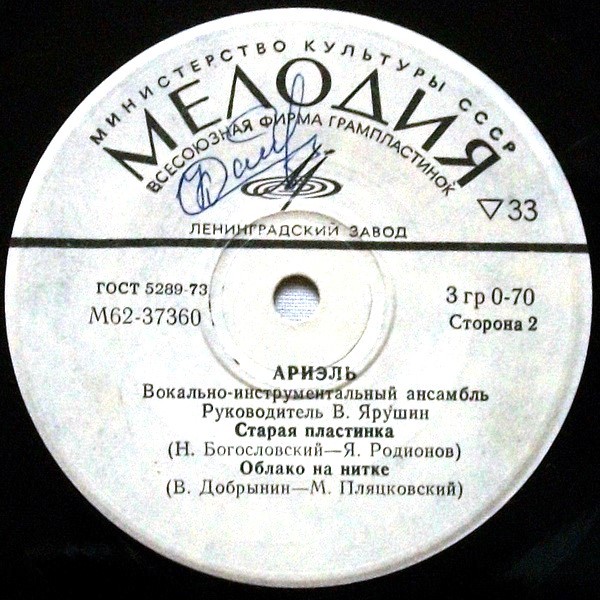 МИНИСТЕРСТВО КУЛЬТУРЫ СССР
МЕЛОДИЯ
ВСЕСОЮЗНАЯ ФИРМА ГРАМПЛАСТИНОК
▽33
ЛЕНИНГРАДСКИЙ ЗАВОД
ГОСТ 5289-73
3 гр 0-70
М62-37360
Сторона 2
АРИЭЛЬ
Вокально-инструментальный ансамбль
Руководитель В. Ярушин
Старая пластинка
(Н. Богословский—Я. Родионов)
Облако на нитке
(В. Добрынин—М. Пляцковский)